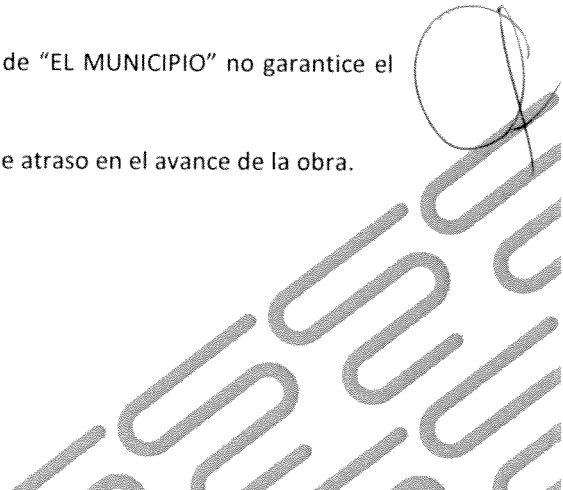 de “EL MUNICIPIO” no garantice el
e atraso en el avance de la obra.